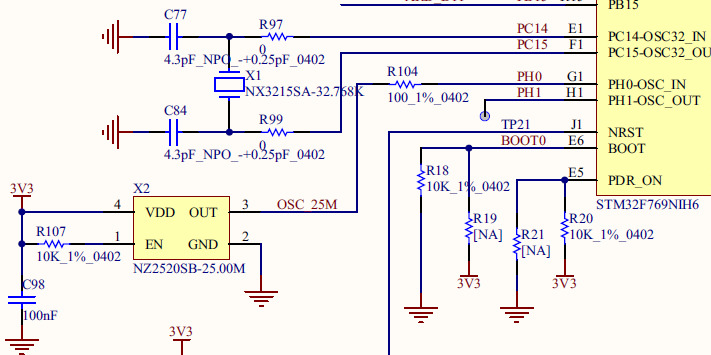 PB15
C77
R97
PC14
E1
PC14-OSC32_IN
0
PC15
F1
PC15-OSC32_OU
4.3pF_NPO_-+0.25pF_0402
X1
NX3215SA-32.768K
R104
PH0
G1
PH0-OSC_IN
100_1%_0402
PH1
H1
PH1-OSC_OUT
C84
R99
0
4.3pF_NPO_-+0.25pF_0402
TP21
J1
NRST
BOOT0
E6
BOOT
R18
10K_1%_0402
E5
PDR_ON
STM32F769NIH6
3V3
X2
4
VDD
OUT
3
OSC_25M
R19
[NA]
R21
[NA]
R20
10K_1%_0402
R107
10K_1%_0402
1
EN
GND
2
NZ2520SB-25.00M
C98
100nF
3V3
3V3
3V3